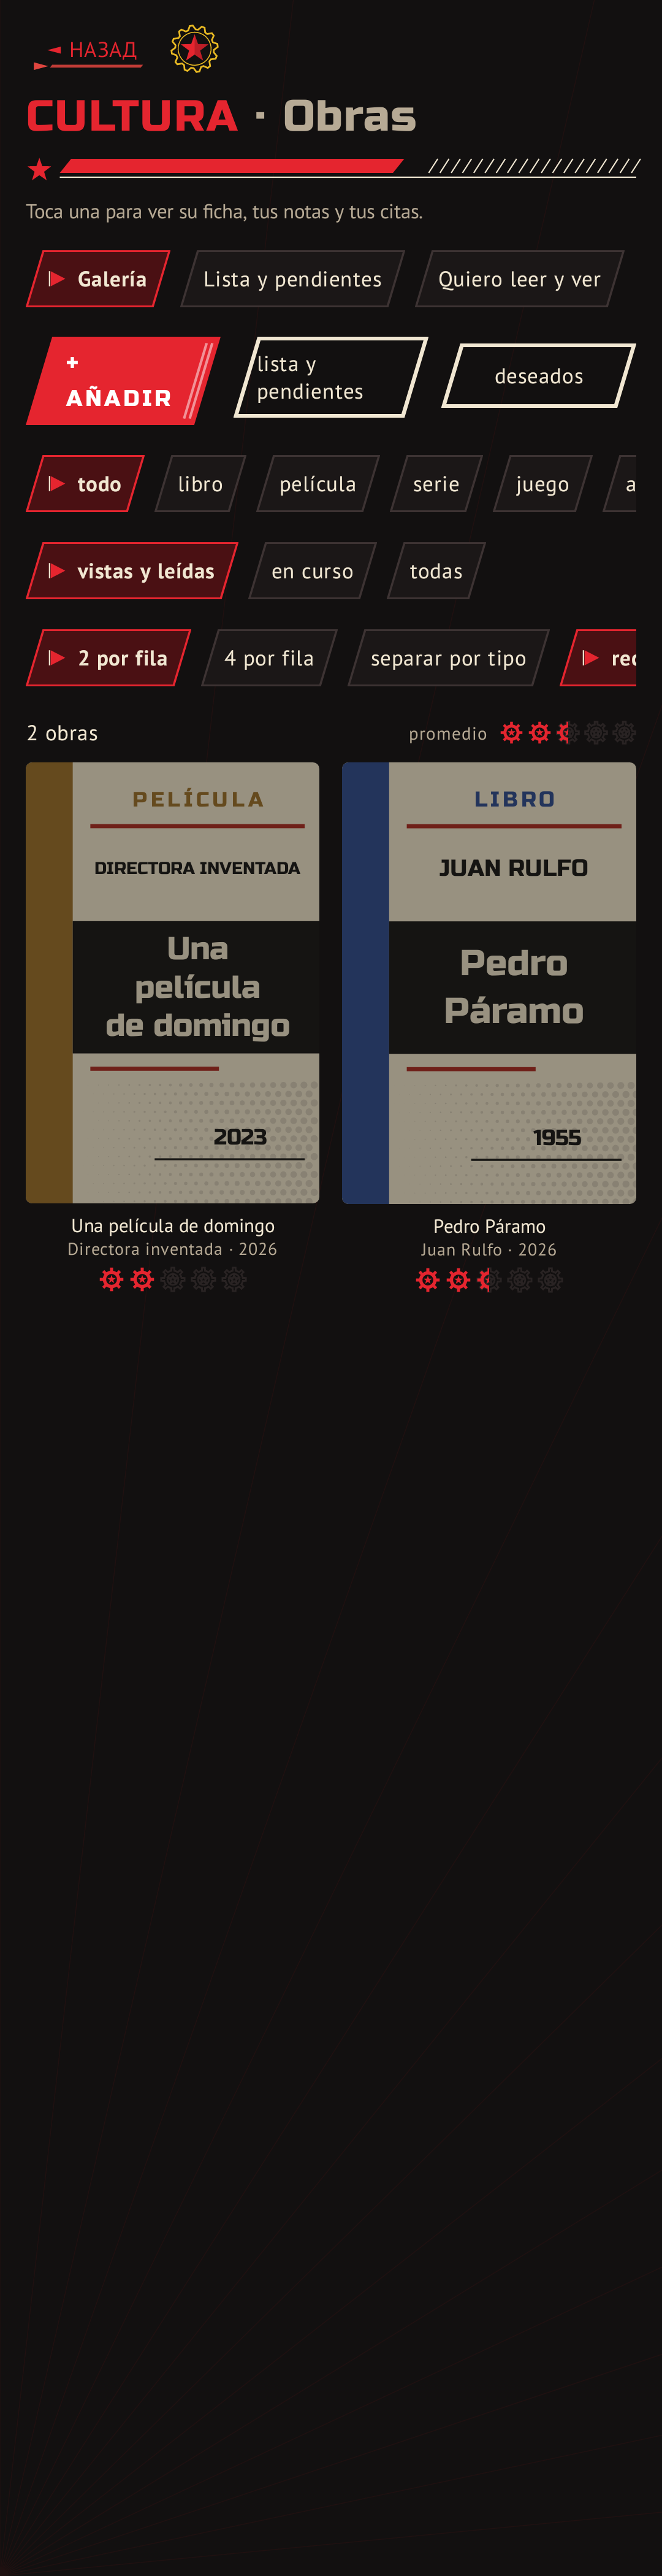 НАЗАД
CULTURA · Obras
Toca una para ver su ficha, tus notas y tus citas.
Galería
Lista y pendientes
Quiero leer y ver
+
AÑADIR
lista y
pendientes
deseados
todo
libro
película
serie
juego
a
vistas y leídas
en curso
todas
2 por fila
4 por fila
separar por tipo
rec
2 obras
promedio
PELÍCULA
DIRECTORA INVENTADA
Una
película
de domingo
2023
LIBRO
JUAN RULFO
Pedro
Páramo
1955
Una película de domingo
Directora inventada · 2026
Pedro Páramo
Juan Rulfo · 2026